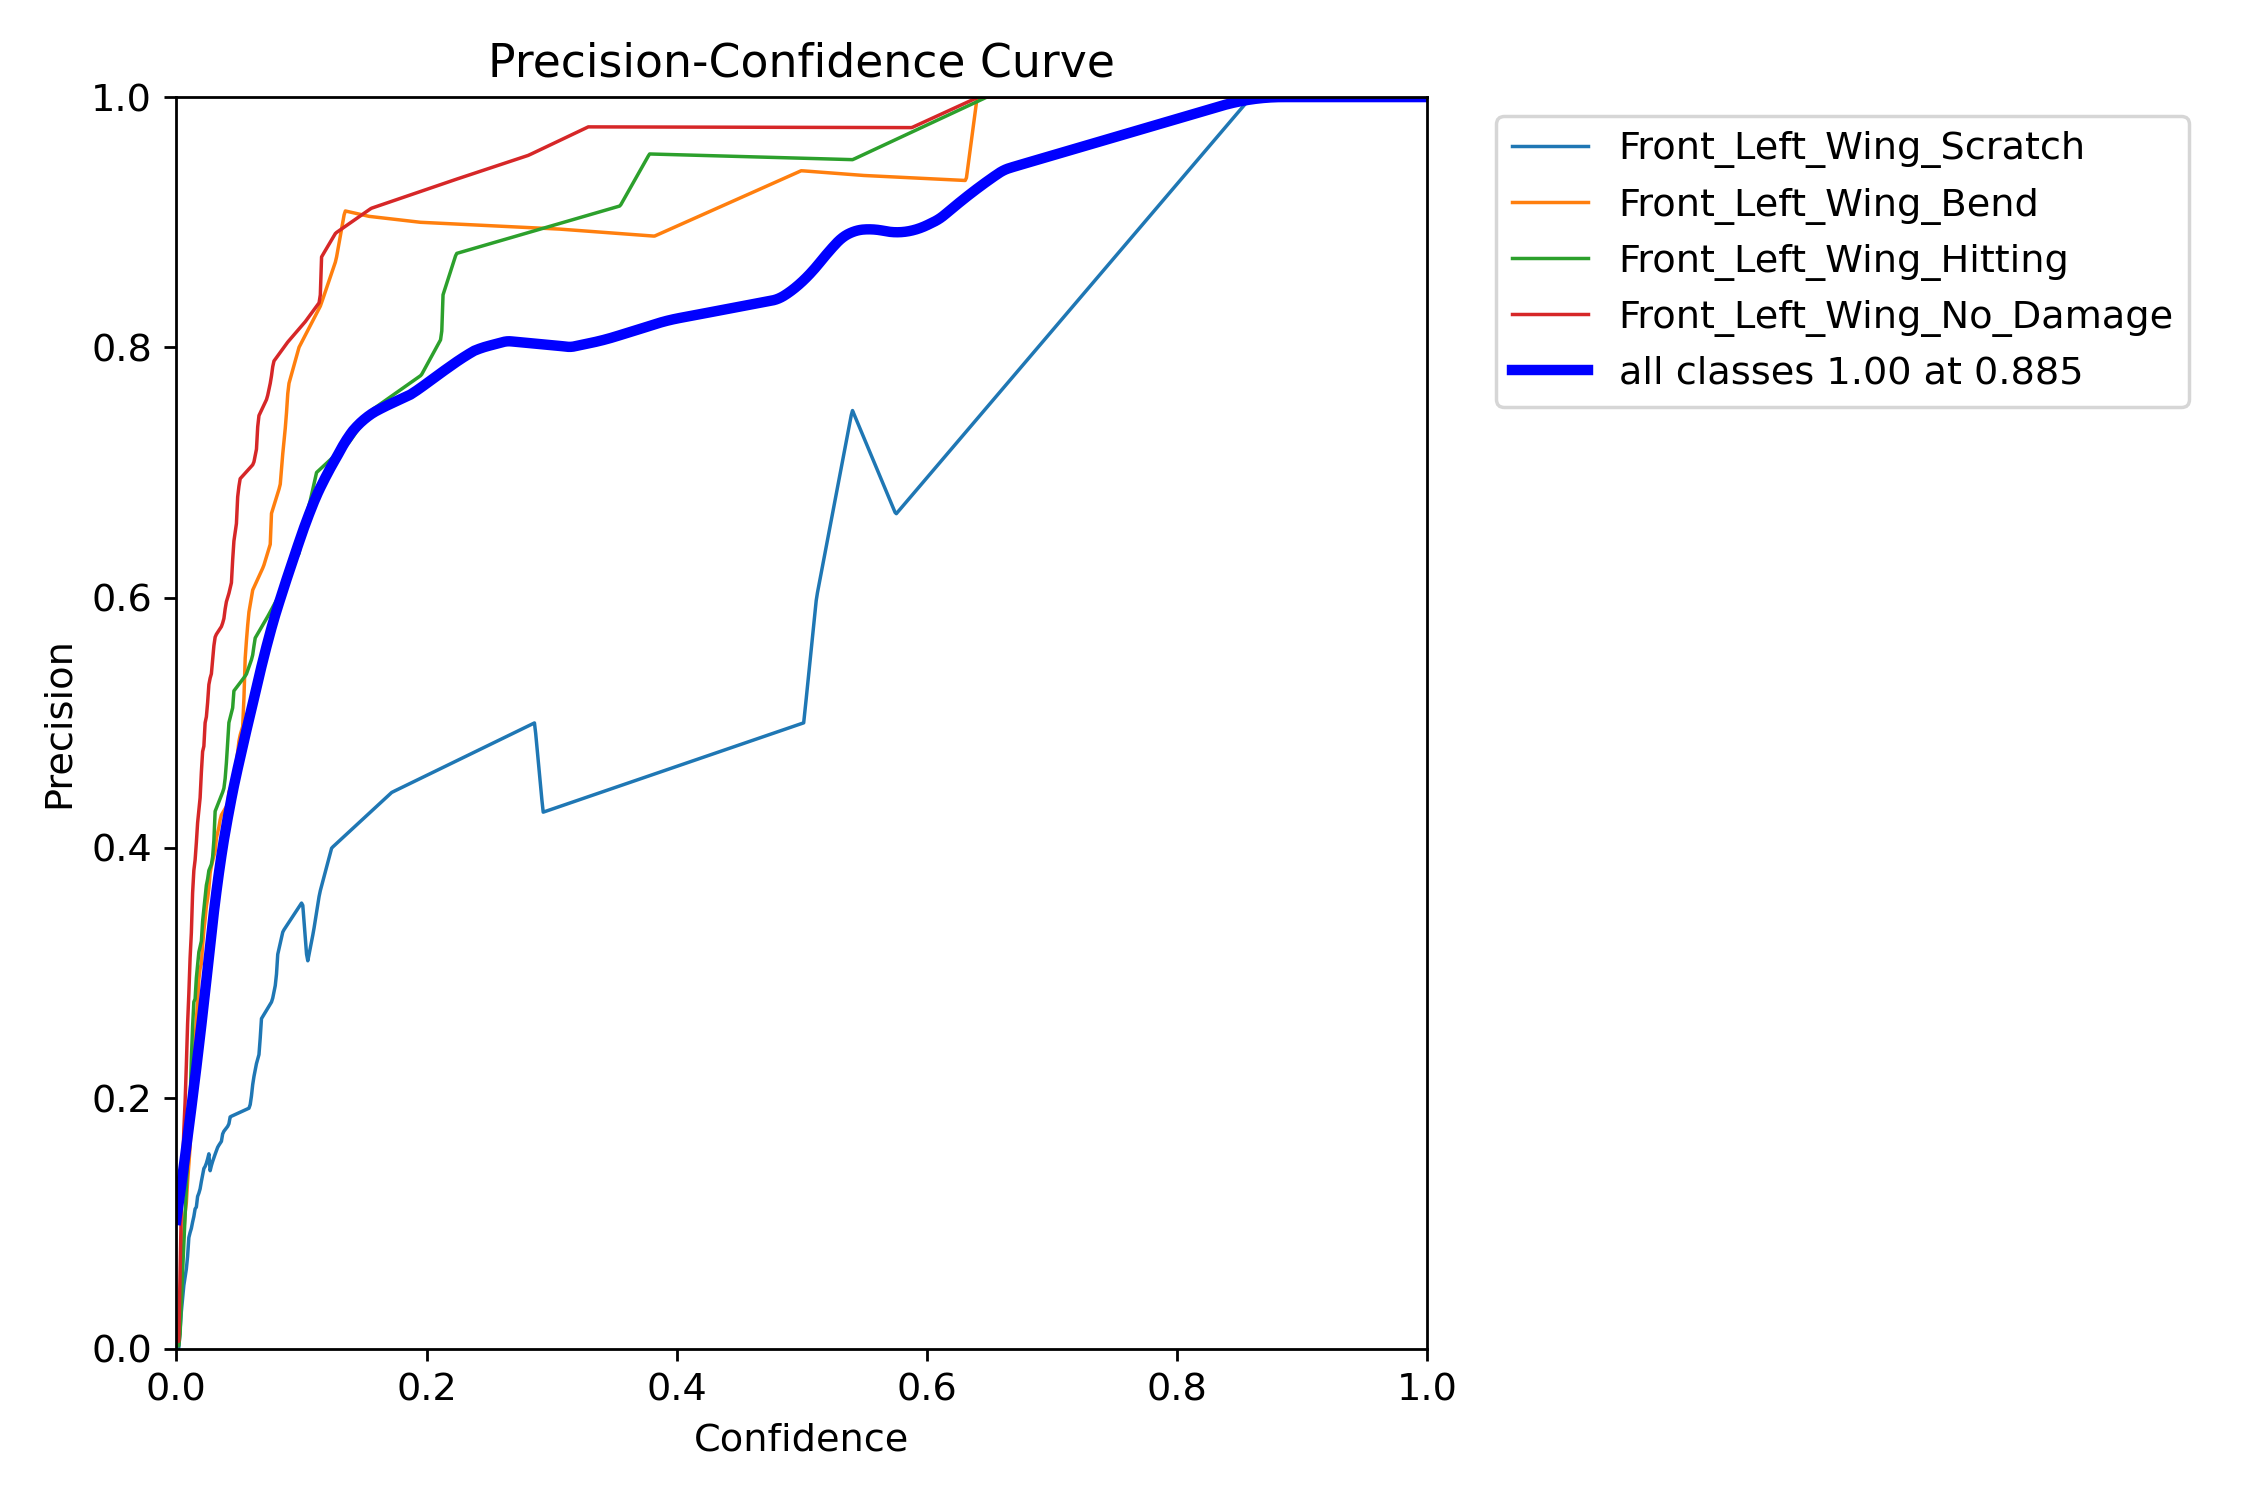 Precision-Confidence Curve
1.0
0.8
0.6
0.4
0.2
0.0
Precision
0.0 0.2 0.4 0.6 0.8 1.0
Confidence
Front_Left_Wing_Scratch
Front_Left_Wing_Bend
Front_Left_Wing_Hitting
Front_Left_Wing_No_Damage
all classes 1.00 at 0.885